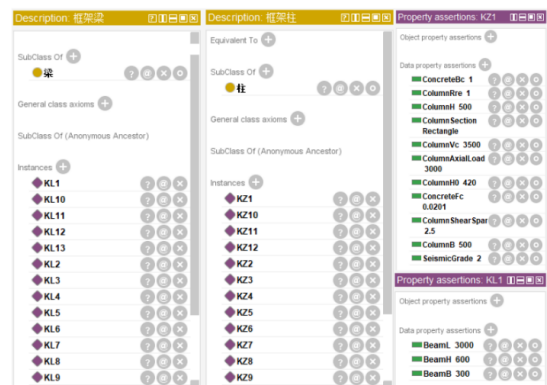 Description: 框架梁
SubClass Of
梁
General class axioms
SubClass Of (Anonymous Ancestor)
Instances
KL1
KL10
KL11
KL12
KL13
KL2
KL3
KL4
KL5
KL6
KL7
KL8
KL9
Description: 框架柱
Equivalent To
SubClass Of
柱
General class axioms
SubClass Of (Anonymous Ancestor)
Instances
KZ1
KZ10
KZ11
KZ12
KZ2
KZ3
KZ4
KZ5
KZ6
KZ7
KZ8
KZ9
Property assertions: KZ1
Object property assertions
Data property assertions
ConcreteBc 1
ColumnRre 1
ColumnH 500
ColumnSection
Rectangle
ColumnVc 3500
ColumnAxialLoad
3000
ColumnH0 420
ConcreteFc
0.0201
ColumnShearSpar
2.5
ColumnB 500
SeismicGrade 2
Property assertions: KL1
Object property assertions
Data property assertions
BeamL 3000
BeamH 600
BeamB 300